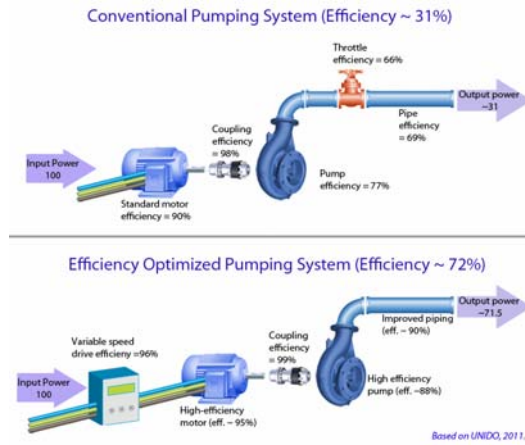 Conventional Pumping System (Efficiency ~ 31%)
Throttle
efficiency = 66%
Output power
~31
Pipe
efficiency
= 69%
Coupling
efficiency
= 98%
Input Power
100
Pump
efficiency = 77%
Standard motor
efficiency = 90%
Efficiency Optimized Pumping System (Efficiency ~ 72%)
Output power
~71.5
Improved piping
(eff. ~ 90%)
Coupling
efficiency
= 99%
Variable speed
drive efficieny =96%
Input Power
100
High efficiency
pump (eff. ~88%)
High-efficiency
motor (eff. ~ 95%)
Based on UNIDO, 2011.